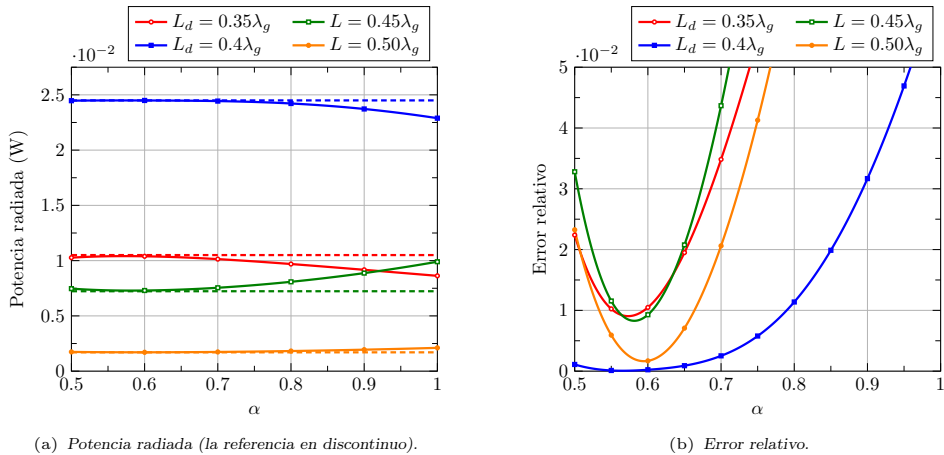 L_d = 0.35λ_g L = 0.45λ_g
L_d = 0.4λ_g L = 0.50λ_g
·10^−2
2.5
2
1.5
1
0.5
0
0.5 0.6 0.7 0.8 0.9 1
Potencia radiada (W)
α
(a) Potencia radiada (la referencia en discontinuo).
L_d = 0.35λ_g L = 0.45λ_g
L_d = 0.4λ_g L = 0.50λ_g
·10^−2
5
4
3
2
1
0
0.5 0.6 0.7 0.8 0.9 1
Error relativo
α
(b) Error relativo.